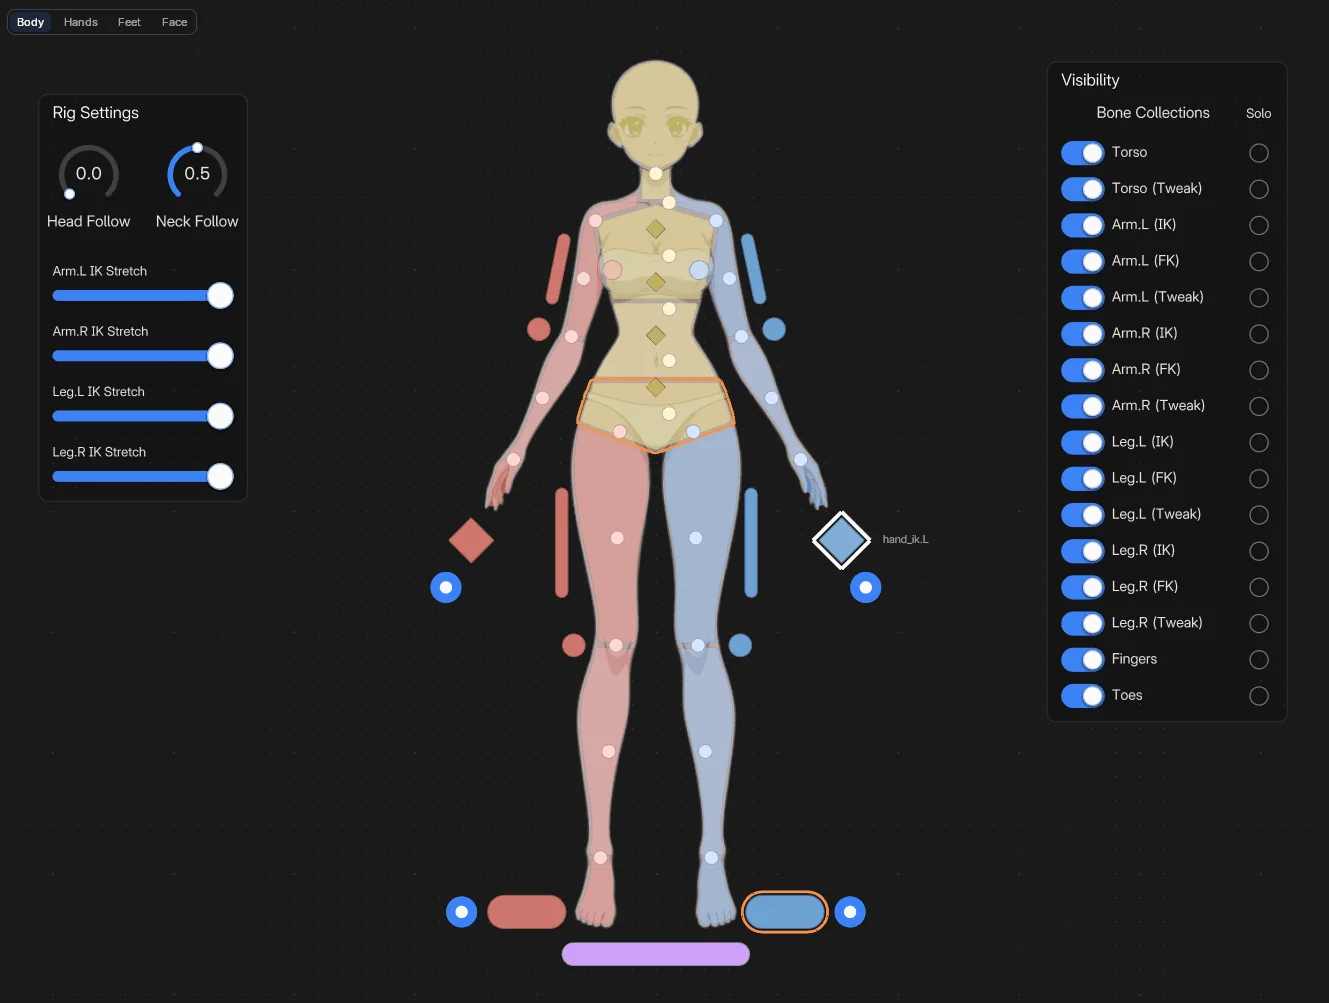 Body Hands Feet Face
Rig Settings
0.0 0.5
Head Follow Neck Follow
Arm.L IK Stretch
Arm.R IK Stretch
Leg.L IK Stretch
Leg.R IK Stretch
hand_ik.L
Visibility
Bone Collections Solo
Torso
Torso (Tweak)
Arm.L (IK)
Arm.L (FK)
Arm.L (Tweak)
Arm.R (IK)
Arm.R (FK)
Arm.R (Tweak)
Leg.L (IK)
Leg.L (FK)
Leg.L (Tweak)
Leg.R (IK)
Leg.R (FK)
Leg.R (Tweak)
Fingers
Toes